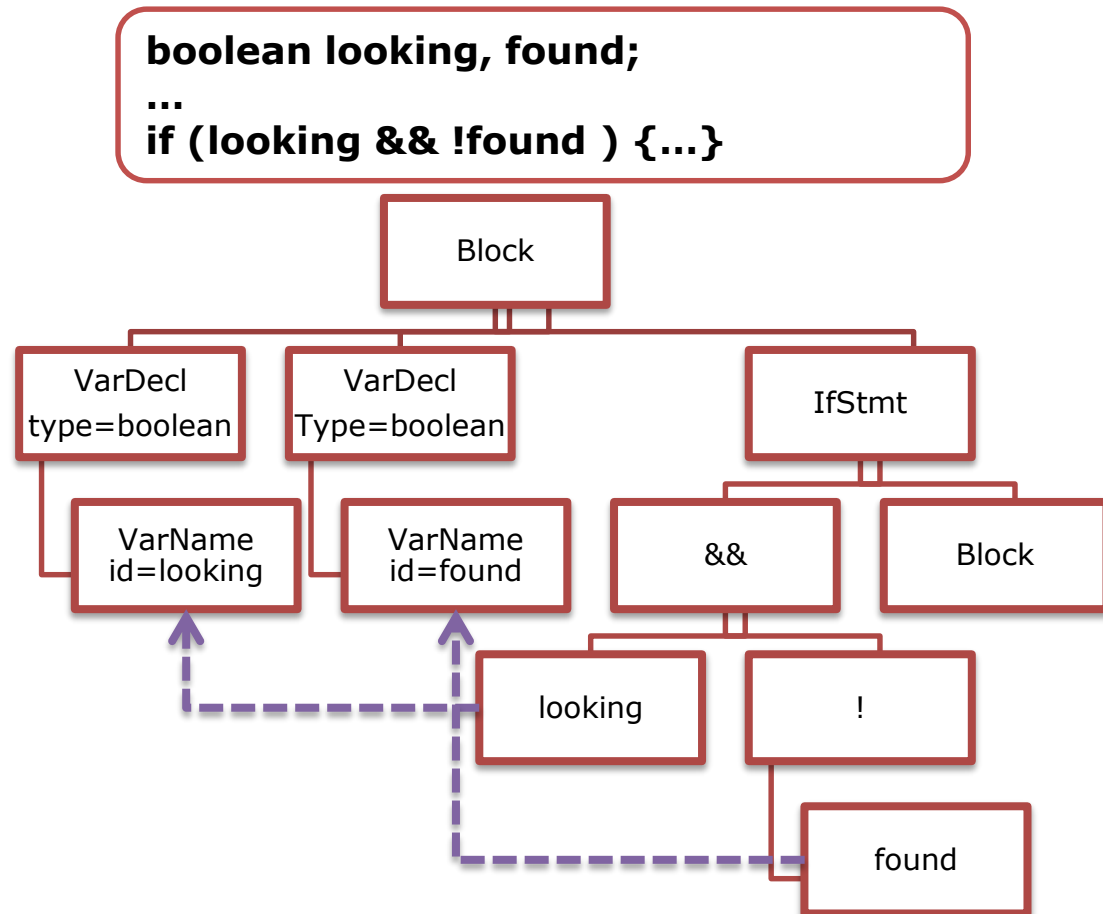 boolean looking, found;
...
if (looking && !found ) {...}
Block
VarDecl
type=boolean
VarDecl
Type=boolean
IfStmt
VarName
id=looking
VarName
id=found
&&
Block
looking
!
found